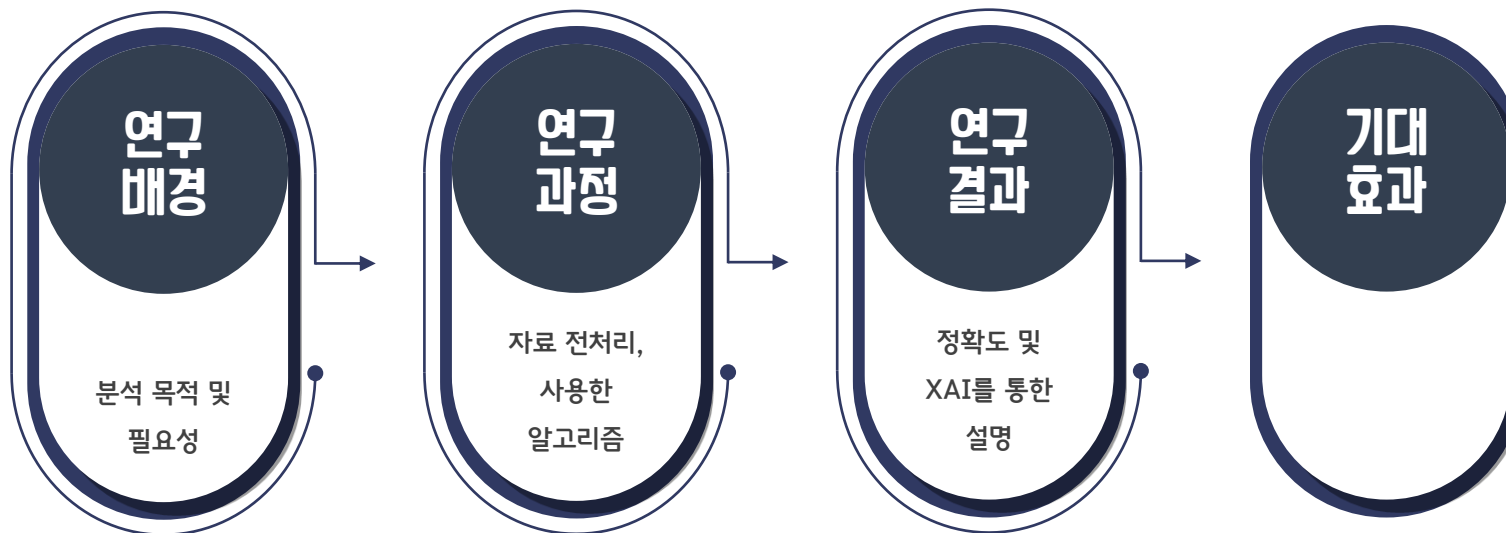 연구
배경
분석 목적 및
필요성
연구
과정
자료 전처리,
사용한
알고리즘
연구
결과
정확도 및
XAI를 통한
설명
기대
효과